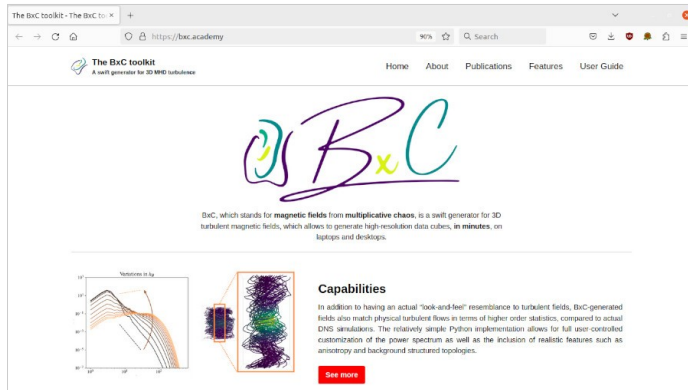 The BxC toolkit - The BxC to
https://bxc.academy
90%
Search
The BxC toolkit
A swift generator for 3D MHD turbulence
Home About Publications Features User Guide
BxC
BxC, which stands for magnetic fields from multiplicative chaos, is a swift generator for 3D
turbulent magnetic fields, which allows to generate high-resolution data cubes, in minutes, on
laptops and desktops.
Capabilities
In addition to having an actual "look-and-feel" resemblance to turbulent fields, BxC-generated
fields also match physical turbulent flows in terms of higher order statistics, compared to actual
DNS simulations. The relatively simple Python implementation allows for full user-controlled
customization of the power spectrum as well as the inclusion of realistic features such as
anisotropy and background structured topologies.
See more